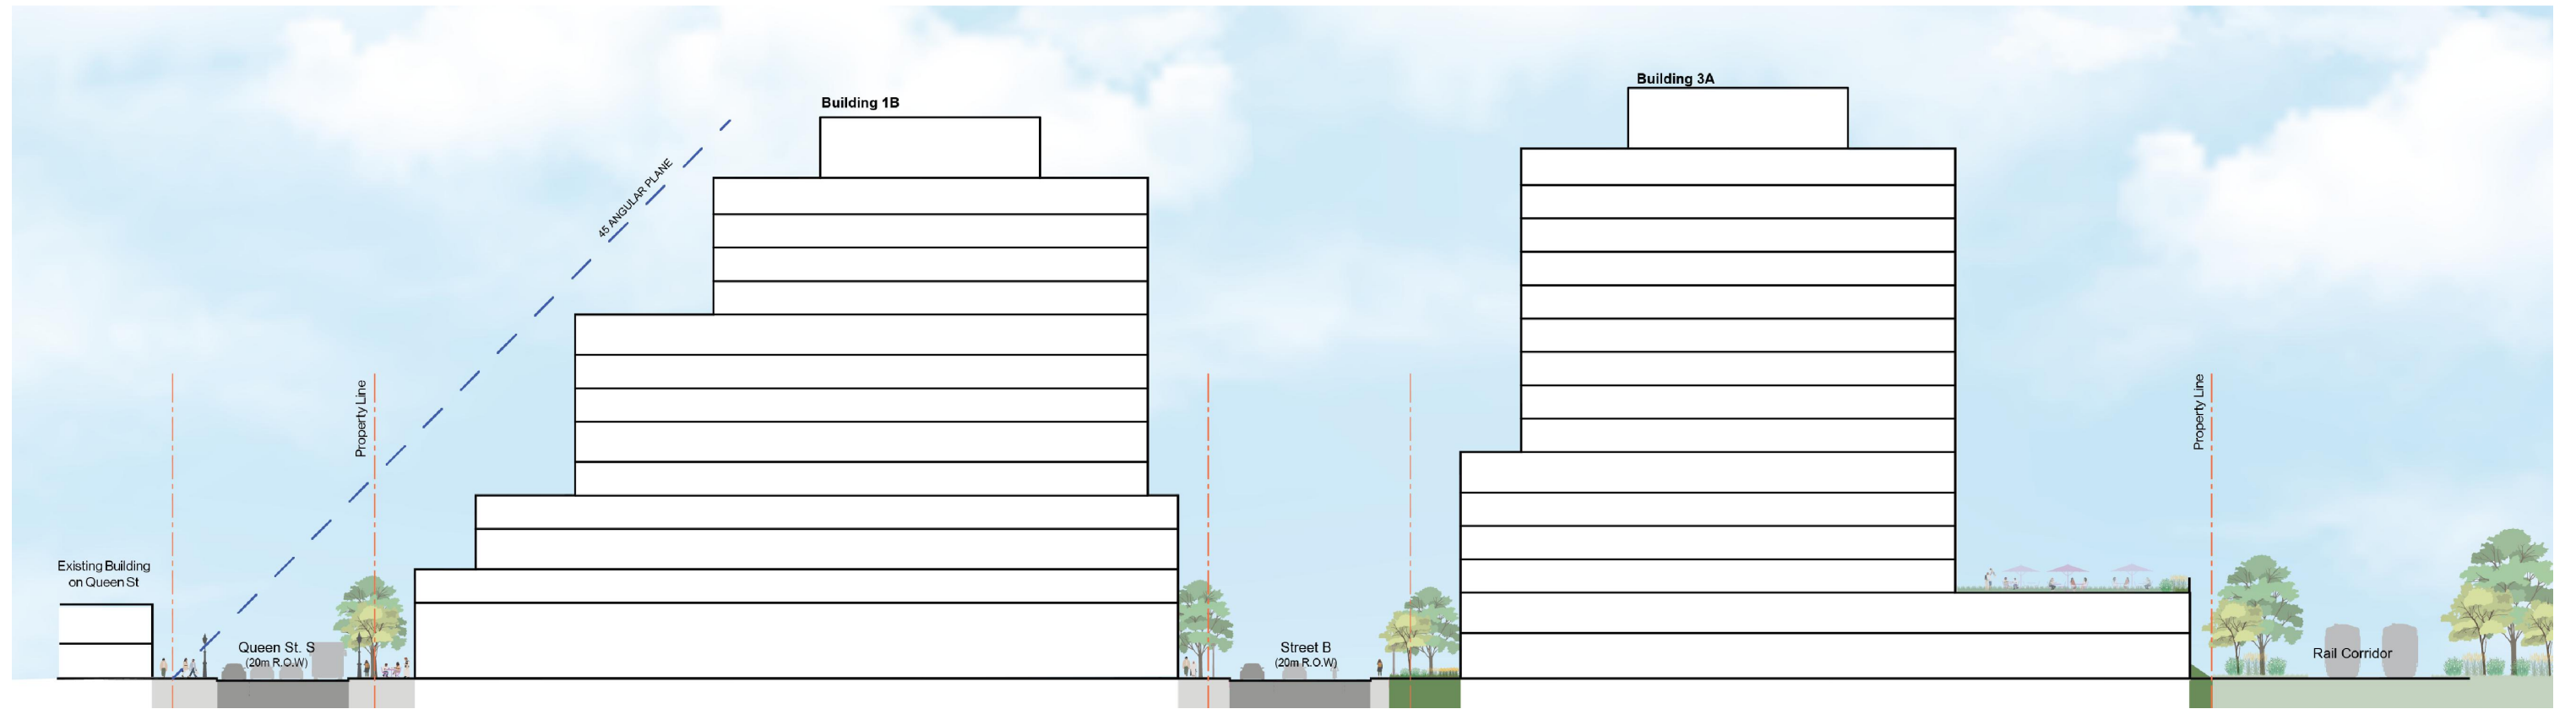 Building 1B
Building 3A
45 ANGULAR PLANE
Property Line
Property Line
Existing Building
on Queen St
Queen St. S
(20m R.O.W)
Street B
(20m R.O.W)
Rail Corridor